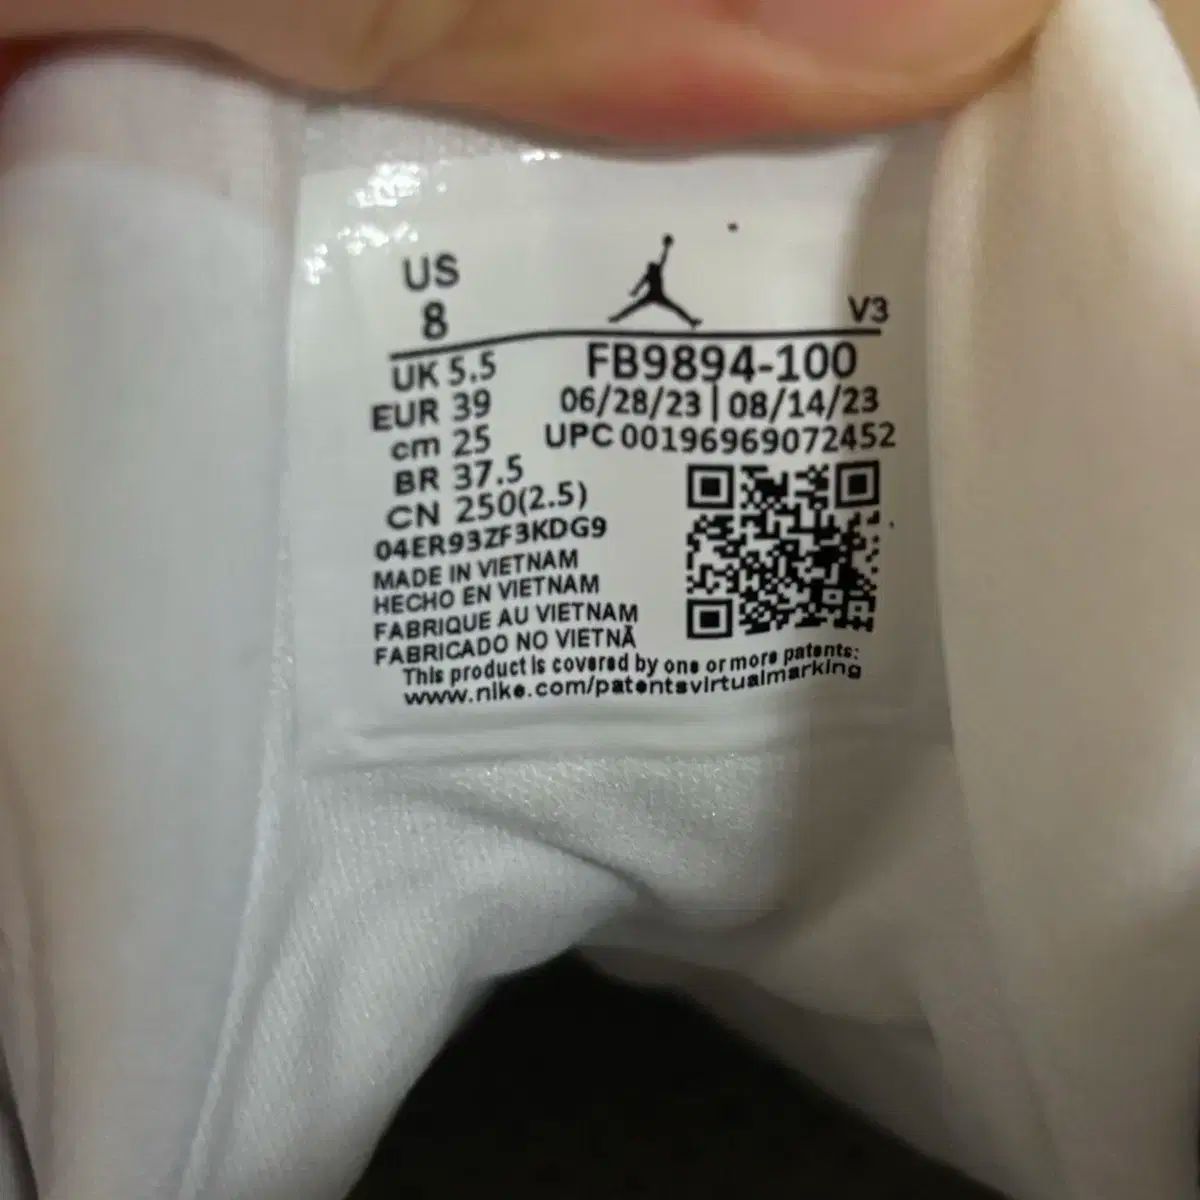 US
8
V3
UK 5.5
EUR 39
cm 25
BR 37.5
CN 250(2.5)
FB9894-100
06/28/23|08/14/23
UPC 00196969072452
04ER93ZF3KDG9
MADE IN VIETNAM
HECHO EN VIETNAM
FABRIQUE AU VIETNAM
FABRICADO NO VIETNÃ
This product is covered by one or more patents:
www.nike.com/patentsvirtualmarking